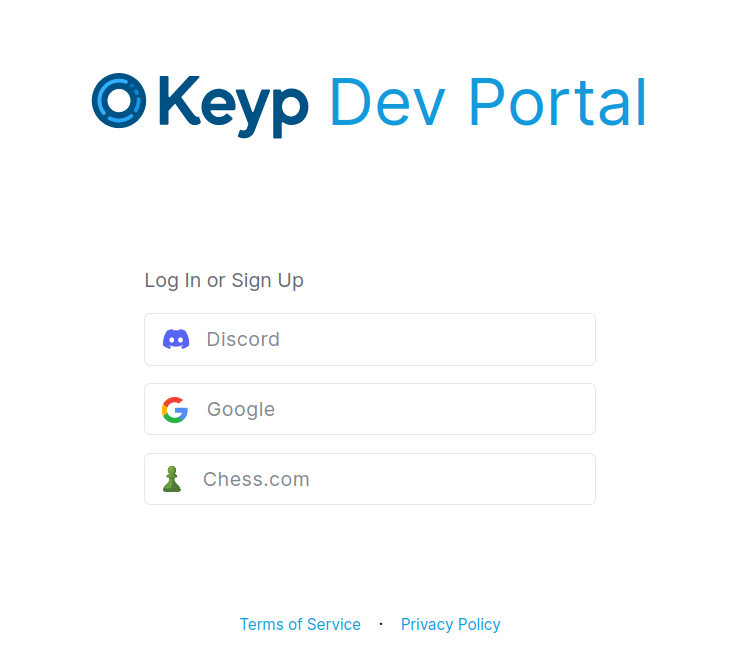 Keyp Dev Portal
Log In or Sign Up
Discord
Google
Chess.com
Terms of Service · Privacy Policy